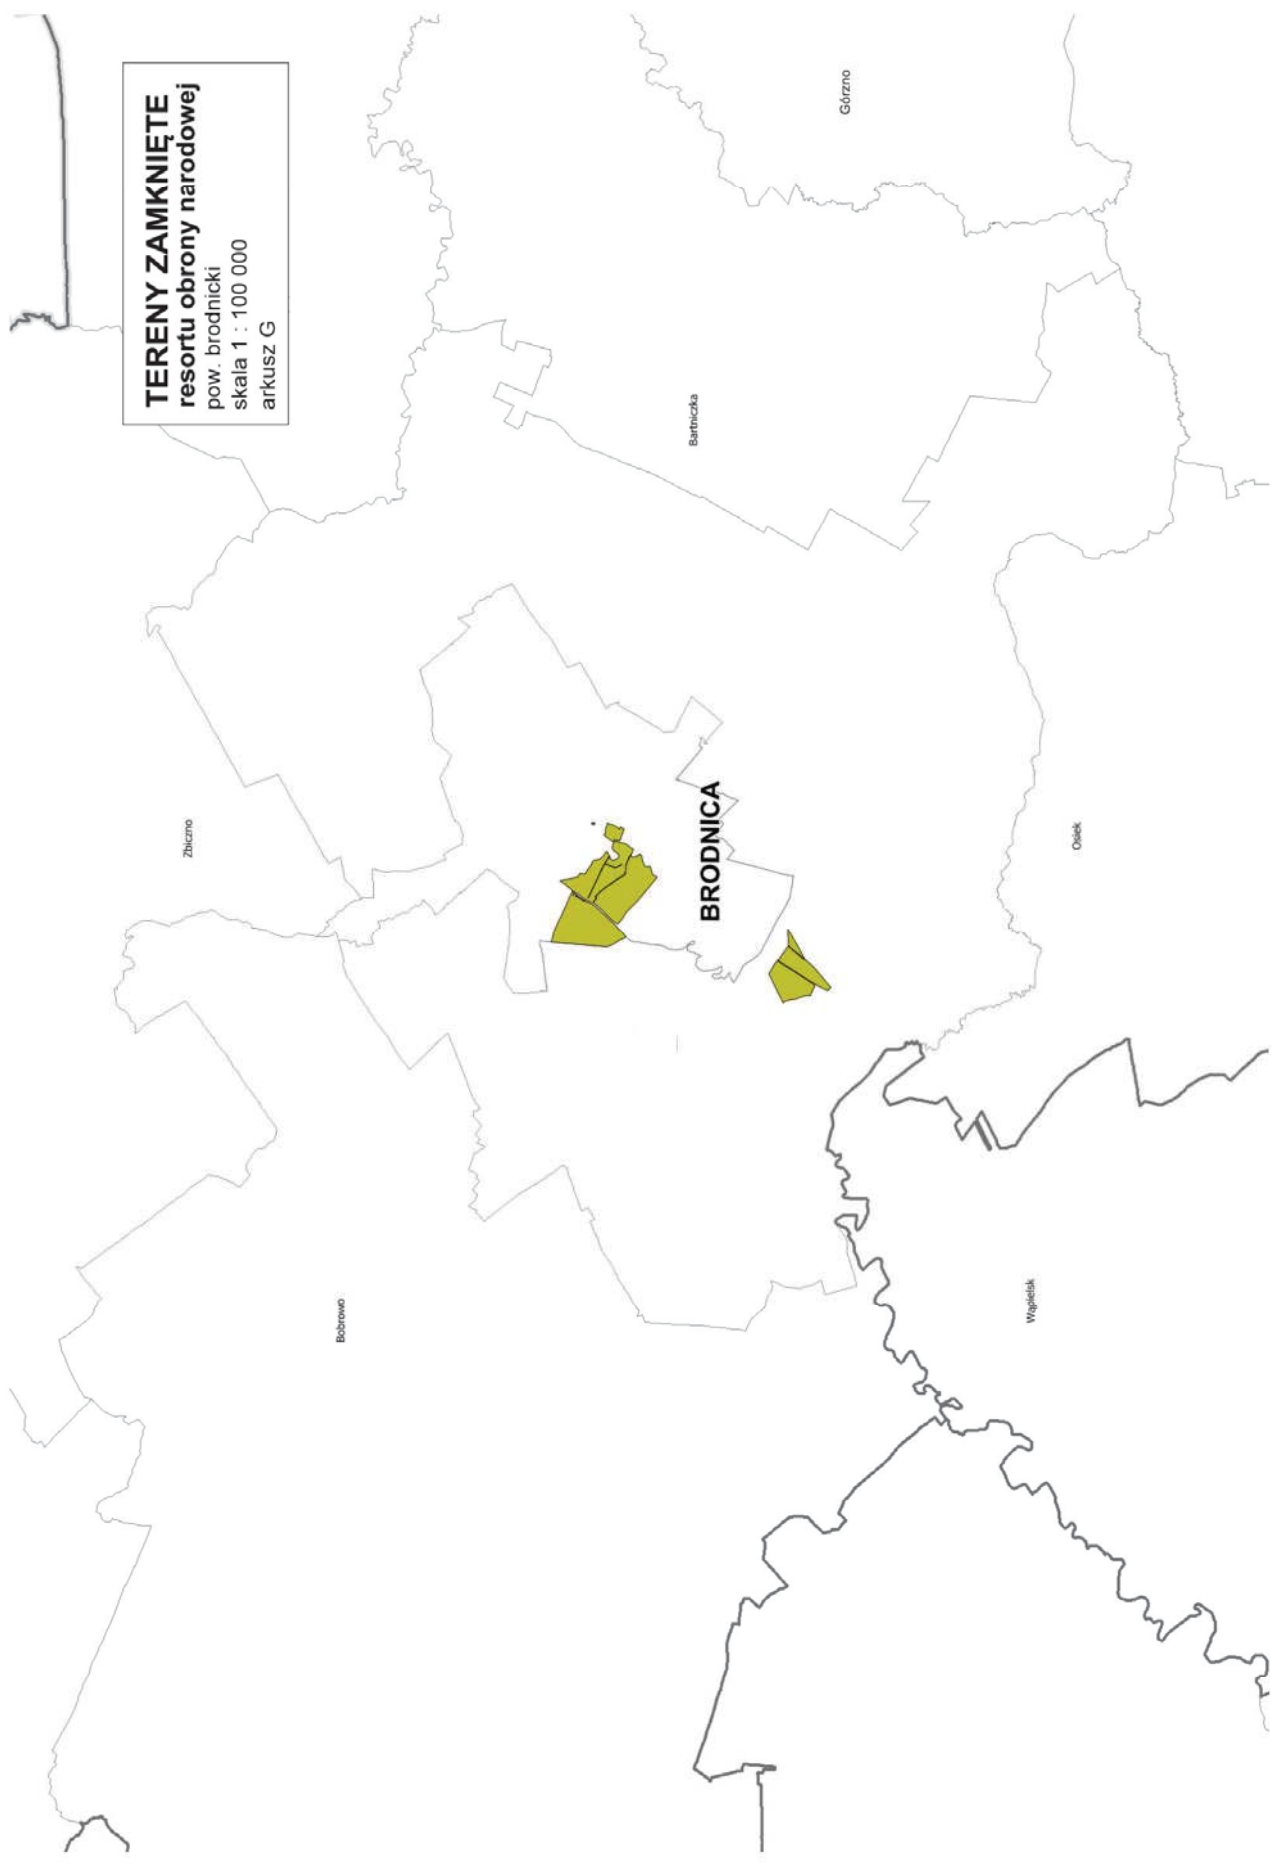 TERENY ZAMKNIĘTE
resortu obrony narodowej
pow. brodnicki
skala 1 : 100 000
arkusz G
Zbiczno
Bobrowo
BRODNICA
Bartniczka
Górzno
Osiek
Wąpielsk